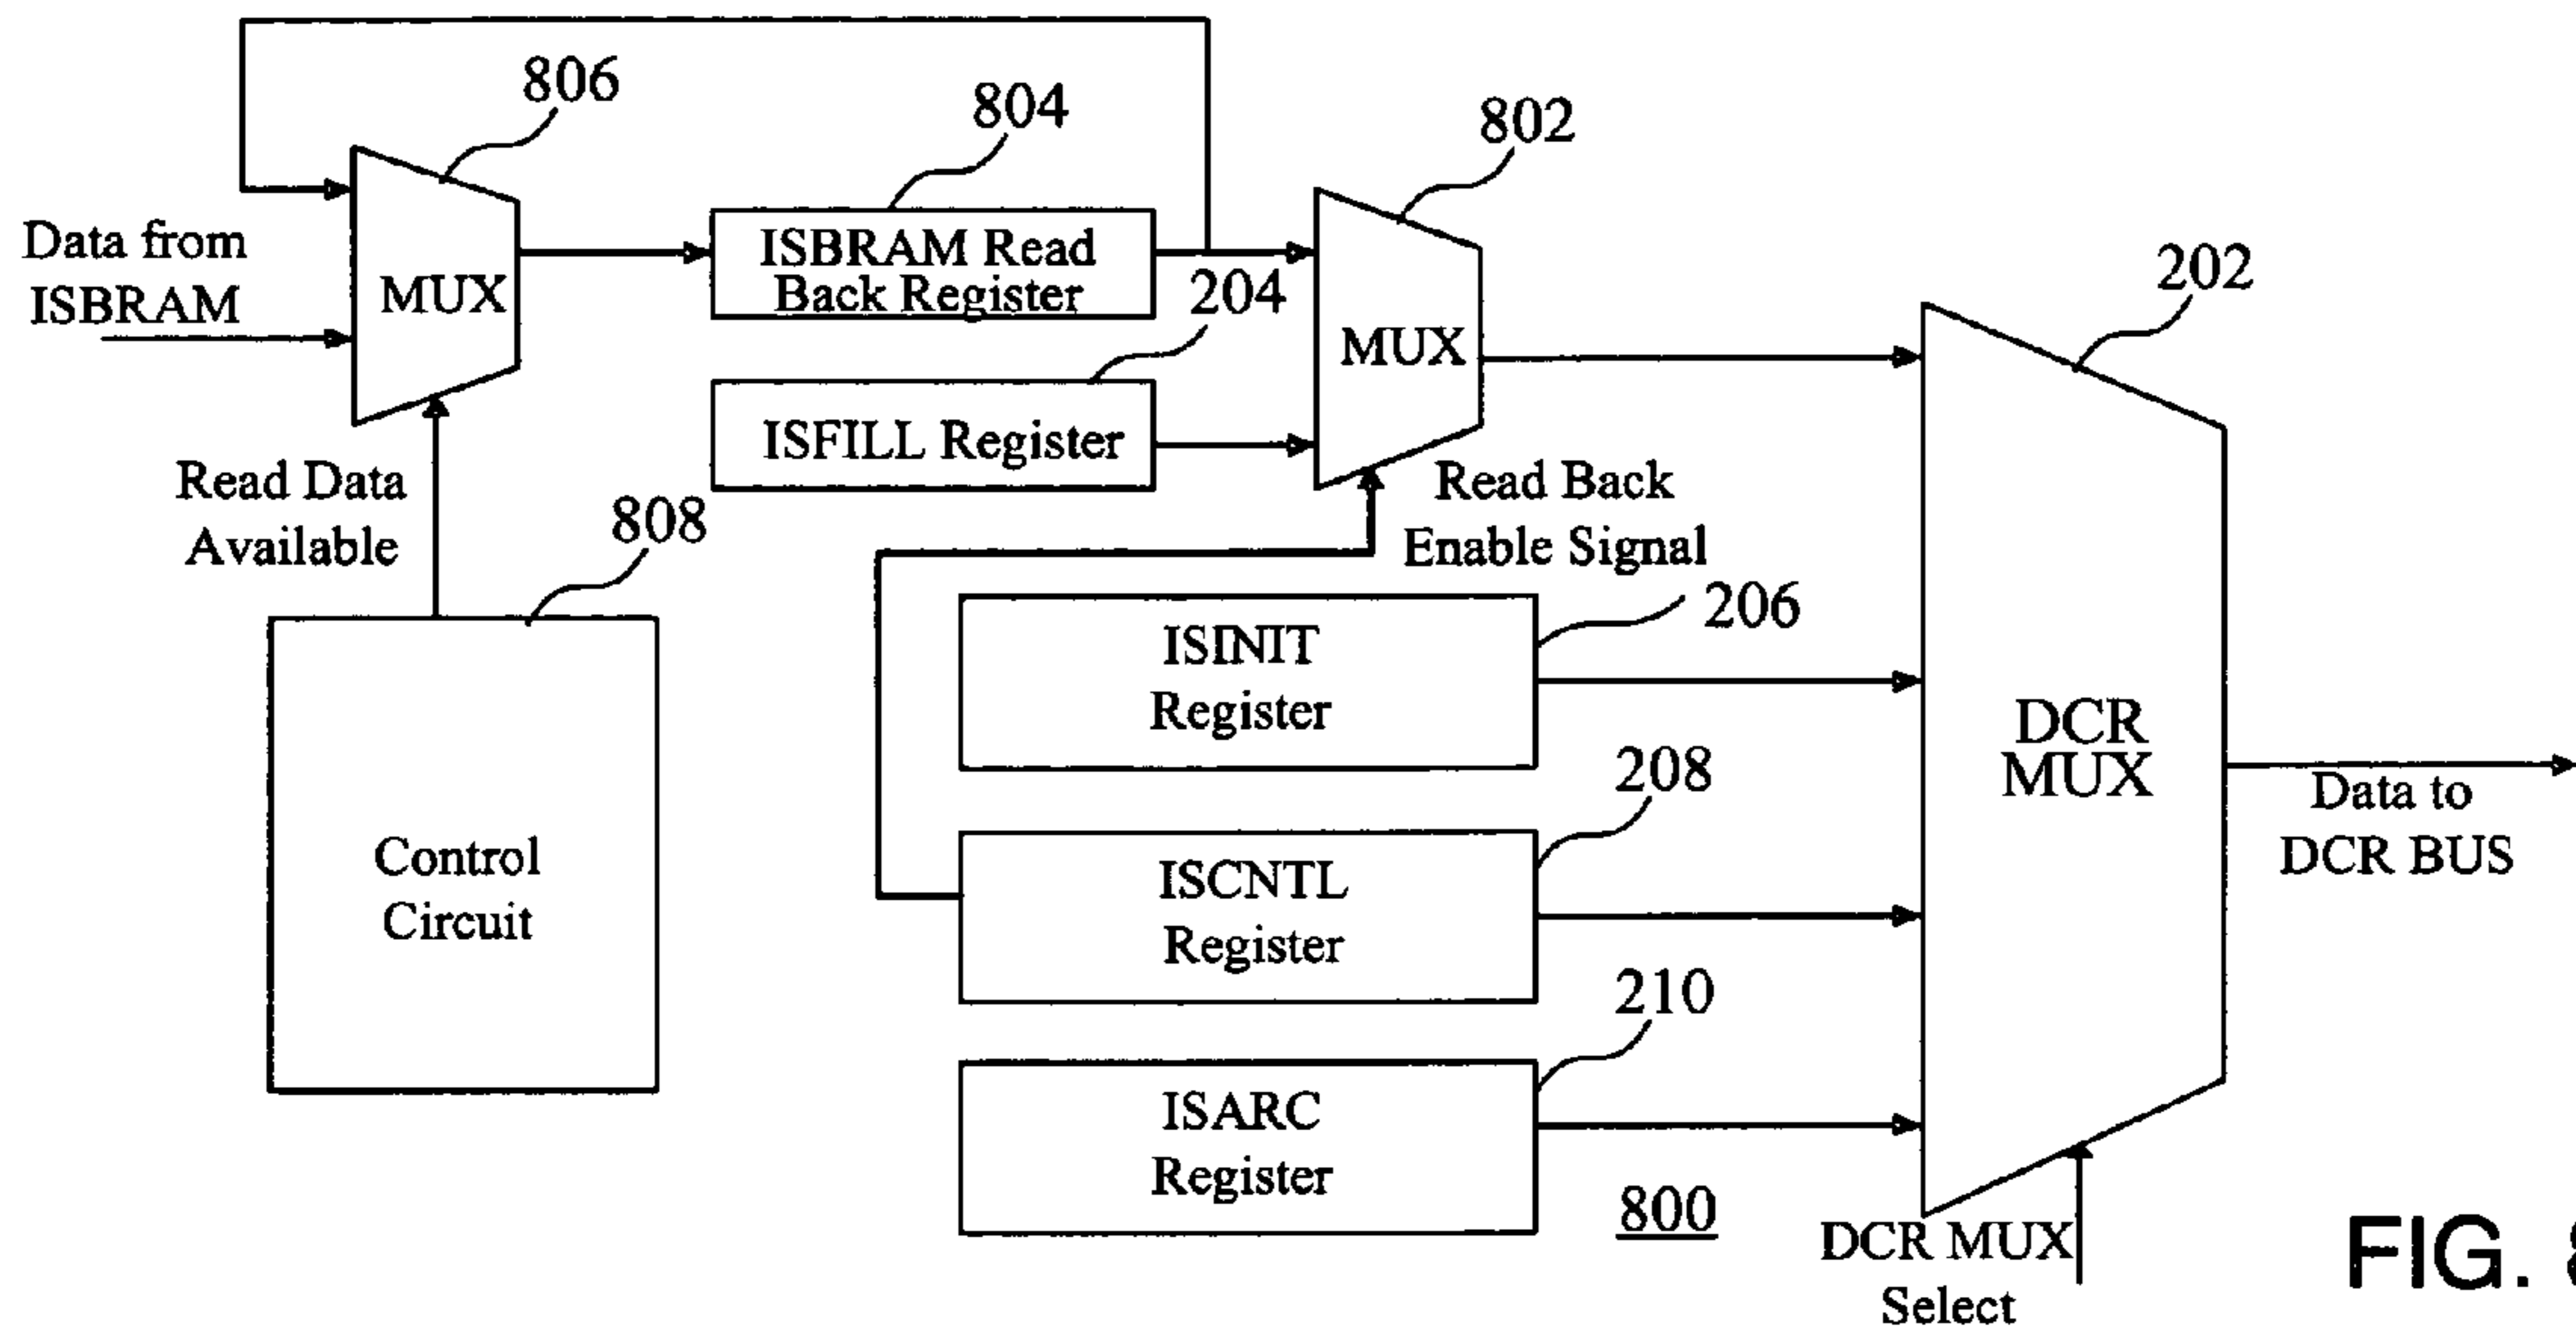 806
804
802
Data from
ISBRAM
MUX
ISBRAM Read
Back Register
204
MUX
202
ISFILL Register
Read Data
Available
808
Read Back
Enable Signal
ISINIT
Register
206
DCR
MUX
Data to
DCR BUS
Control
Circuit
208
ISCNTL
Register
210
ISARC
Register
800
DCR MUX
Select
FIG. 8